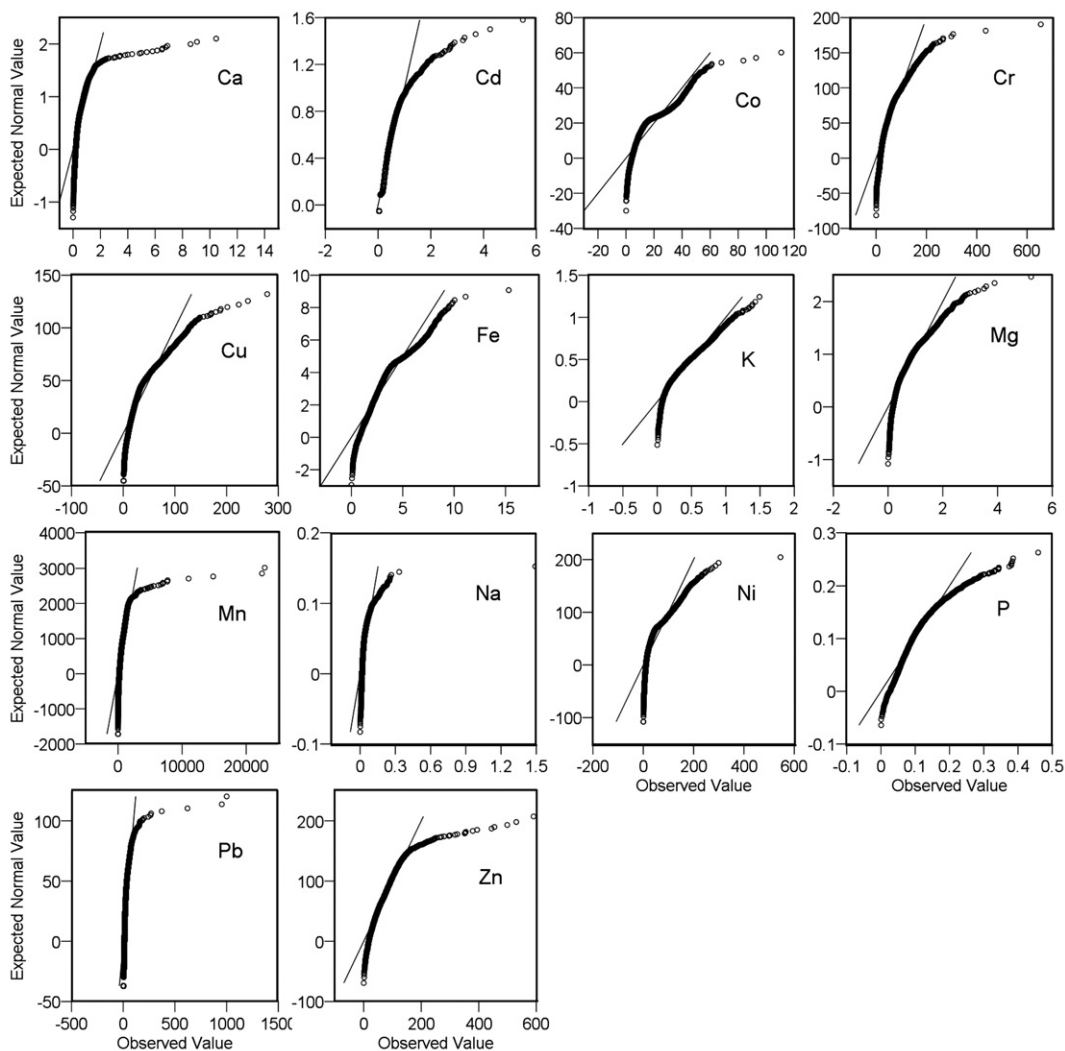 Expected Normal Value
2
1
0
-1
Ca
0 2 4 6 8 10 12 14
1.6
1.2
0.8
0.4
0.0
Cd
-2 0 2 4 6
80
60
40
20
0
-20
-40
Co
-20 0 20 40 60 80 100 120
200
150
100
50
0
-50
-100
Cr
0 200 400 600
Expected Normal Value
150
100
50
0
-50
Cu
-100 0 100 200 300
10
8
6
4
2
0
-2
Fe
0 5 10 15
1.5
1.0
0.5
0
-0.5
-1
K
-1 -0.5 0 0.5 1 1.5 2
2
1
0
-1
Mg
-2 0 2 4 6
Expected Normal Value
4000
3000
2000
1000
0
-1000
-2000
Mn
0 10000 20000
0.2
0.1
0
-0.1
Na
0 0.3 0.6 0.9 1.2 1.5
200
100
0
-100
Ni
-200 0 200 400 600
Observed Value
0.3
0.2
0.1
0
-0.1
P
-0.1 0 0.1 0.2 0.3 0.4 0.5
Observed Value
Expected Normal Value
100
50
0
-50
Pb
-500 0 500 1000 1500
Observed Value
200
100
0
-100
Zn
0 200 400 600
Observed Value